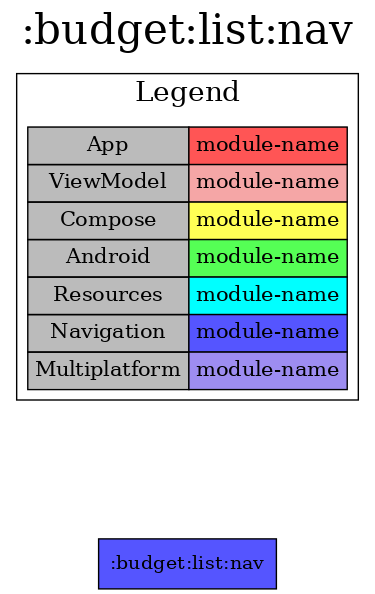 :budget:list:nav
Legend
App module-name
ViewModel module-name
Compose module-name
Android module-name
Resources module-name
Navigation module-name
Multiplatform module-name
:budget:list:nav